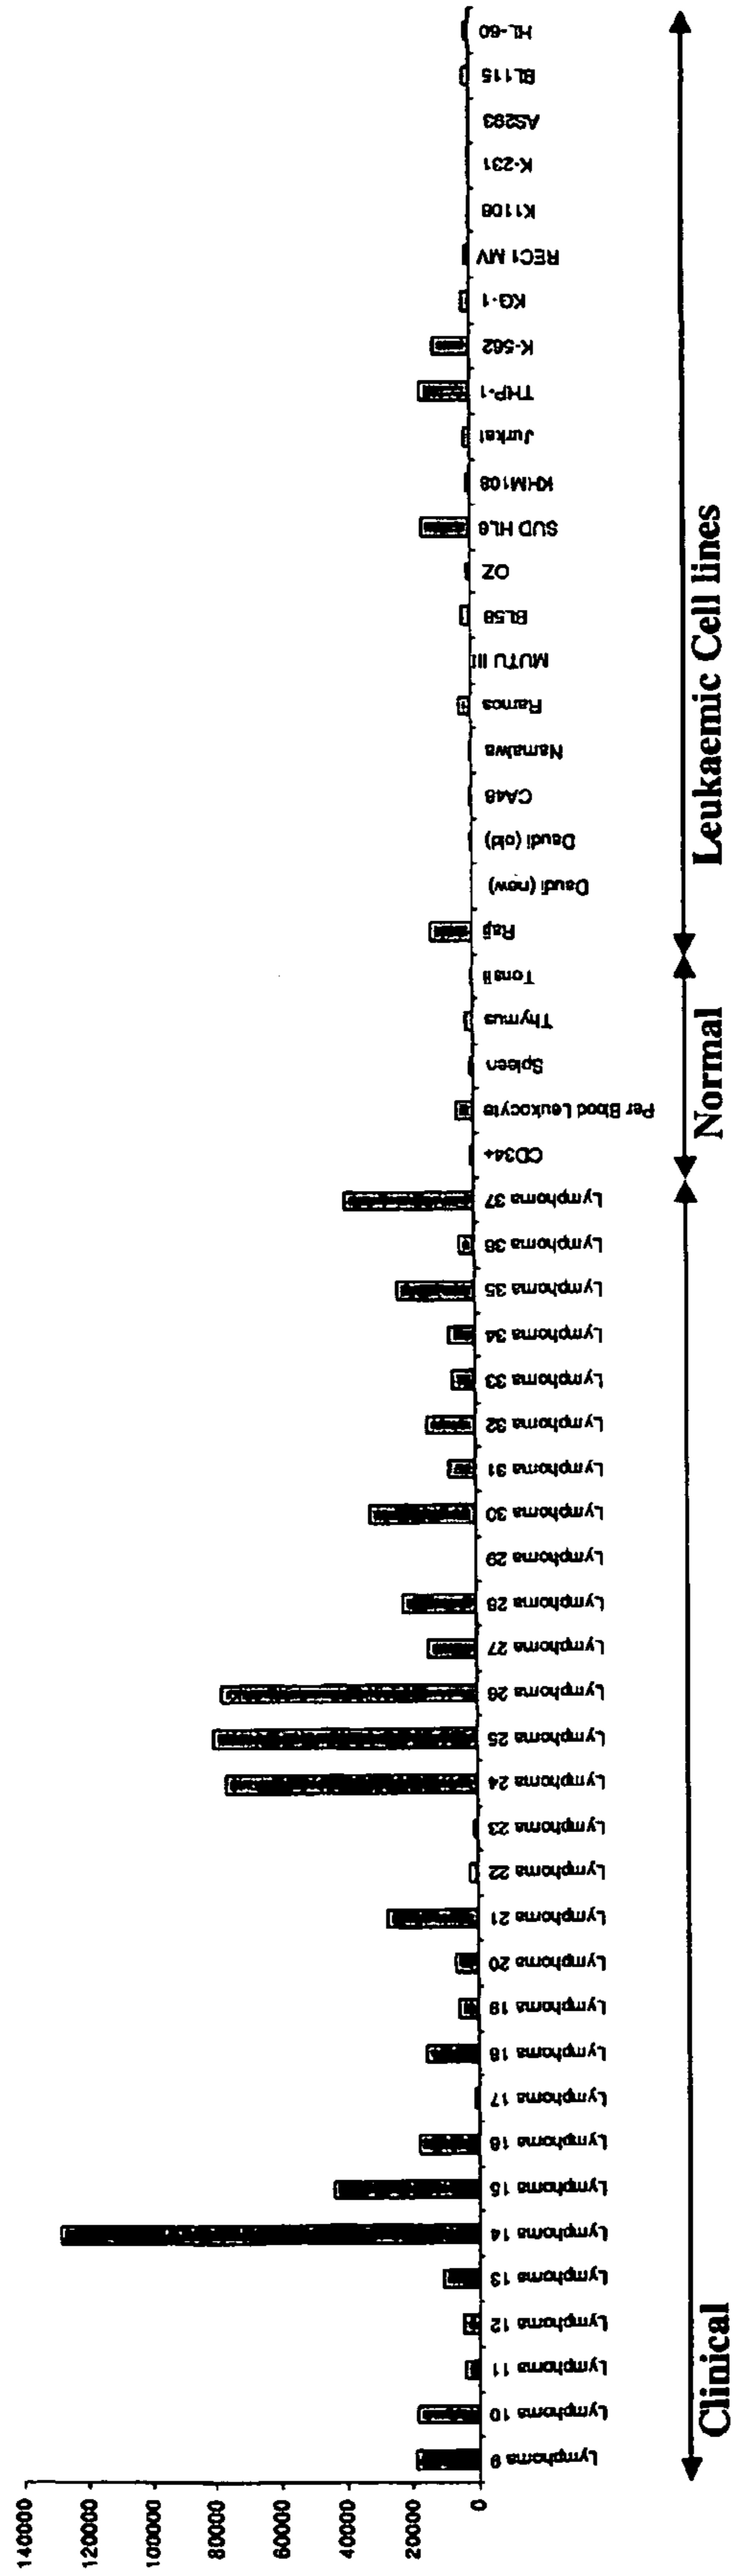 140000
120000
100000
80000
60000
40000
20000
0
Lymphoma 9
Lymphoma 10
Lymphoma 11
Lymphoma 12
Lymphoma 13
Lymphoma 14
Lymphoma 15
Lymphoma 16
Lymphoma 17
Lymphoma 18
Lymphoma 19
Lymphoma 20
Lymphoma 21
Lymphoma 22
Lymphoma 23
Lymphoma 24
Lymphoma 25
Lymphoma 26
Lymphoma 27
Lymphoma 28
Lymphoma 29
Lymphoma 30
Lymphoma 31
Lymphoma 32
Lymphoma 33
Lymphoma 34
Lymphoma 35
Lymphoma 36
Lymphoma 37
CD34+
Per Blood Leukocyte
Spleen
Thymus
Tonsil
Raji
Daudi (new)
Daudi (old)
CA46
Namalwa
Ramos
MUTU III
BL58
OZ
SUD HL6
KHM108
Jurkat
THP-1
K-562
KG-1
REC1 MV
K1106
K-231
AS283
BL115
HL-60
Clinical
Normal
Leukaemic Cell lines